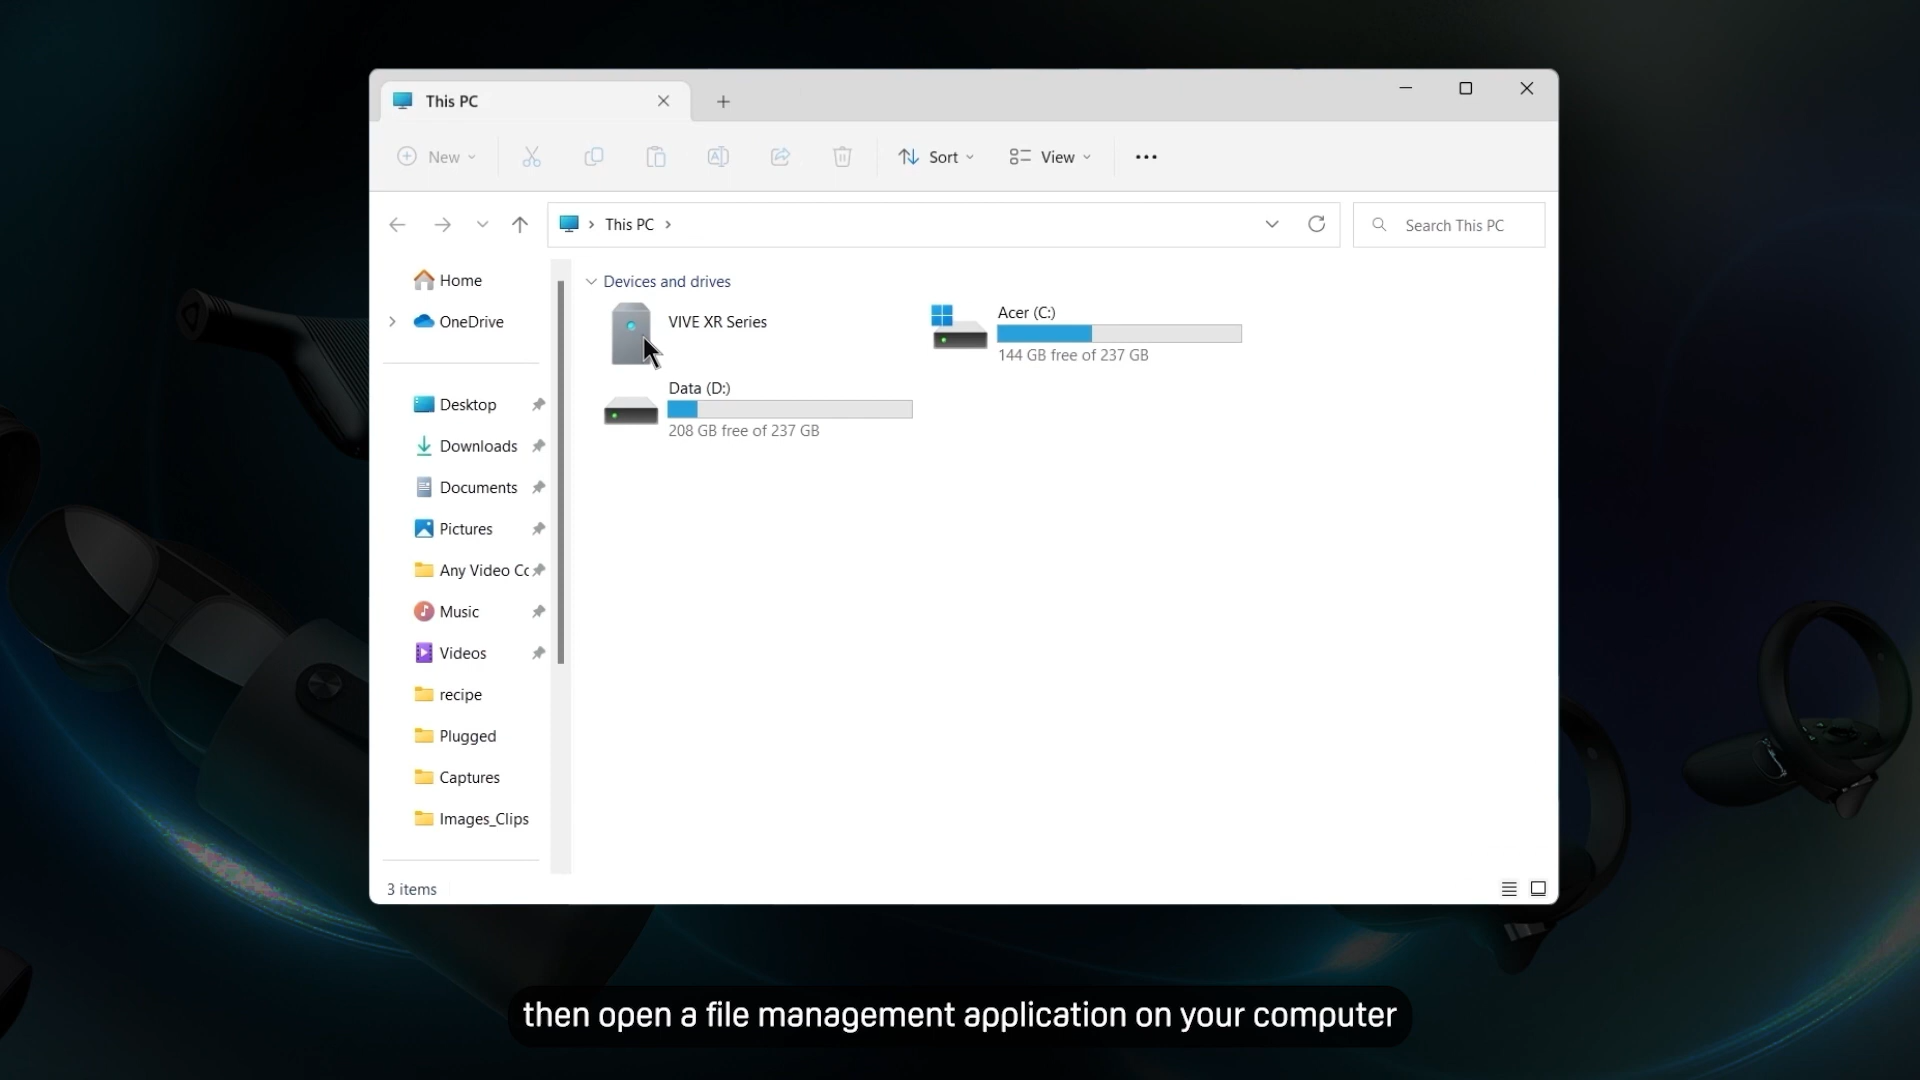 This PC
New
Sort
View
This PC
Search This PC
Home
OneDrive
Desktop
Downloads
Documents
Pictures
Any Video Cc
Music
Videos
recipe
Plugged
Captures
Images_Clips
Devices and drives
VIVE XR Series
Acer (C:)
144 GB free of 237 GB
Data (D:)
208 GB free of 237 GB
3 items
then open a file management application on your computer